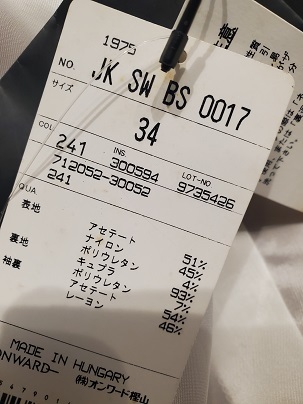 1979
NO. JK SW BS 0017
サイズ 34
COL INS LOT-NO
241 300594 9735426
712052-30052
241
QUA.
表地 アセテート 51%
ナイロン 45%
ポリウレタン 4%
裏地 キュプラ 93%
ポリウレタン 7%
袖裏 アセテート 54%
レーヨン 46%
MADE IN HUNGARY
ONWARD- ㈱オンワード樫山